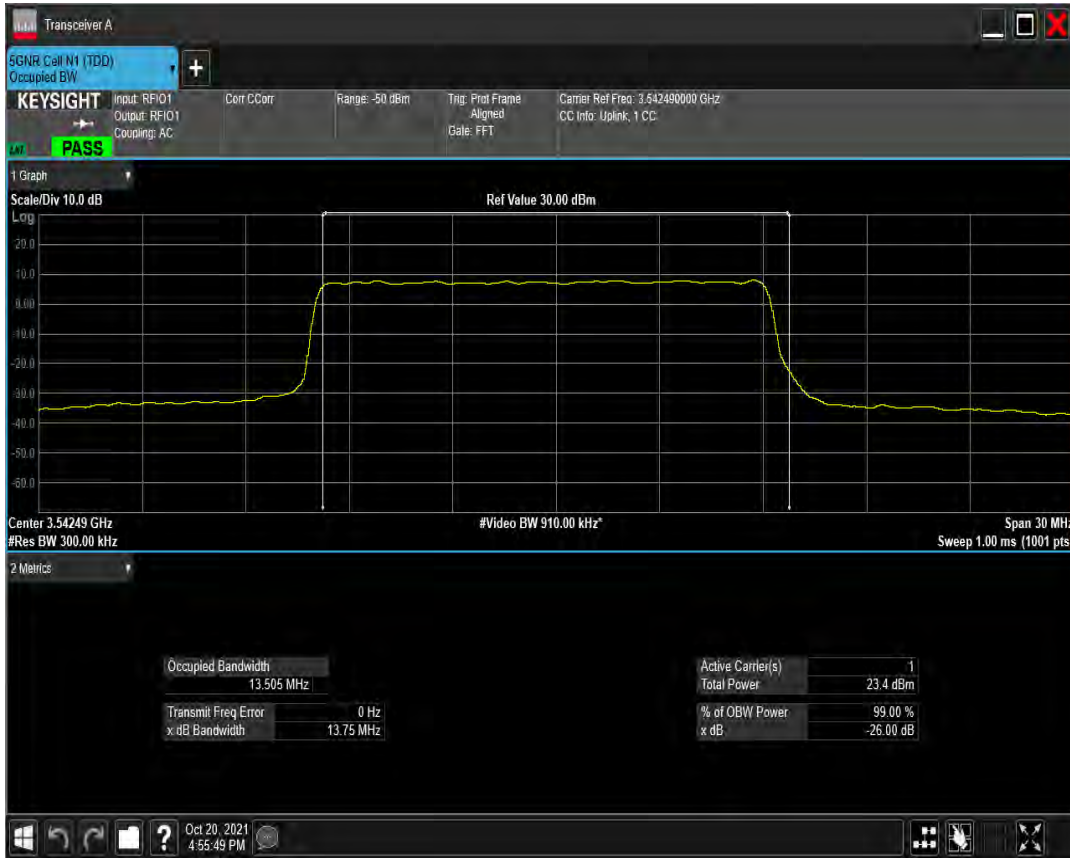 Transceiver A
5GNR Cell N1 (TDD)
Occupied BW
+
KEYSIGHT
PASS
Input: RFIO1
Output: RFIO1
Coupling: AC
Corr CCorr
Range: -50 dBm
Trig: Prot Frame
Aligned
Gate: FFT
Carrier Ref Freq: 3.542490000 GHz
CC Info: Uplink, 1 CC
1 Graph
Scale/Div 10.0 dB
Ref Value 30.00 dBm
Log
20.0
10.0
0.00
-10.0
-20.0
-30.0
-40.0
-50.0
-60.0
Center 3.54249 GHz
#Video BW 910.00 kHz*
Span 30 MHz
#Res BW 300.00 kHz
Sweep 1.00 ms (1001 pts
2 Metrics
Occupied Bandwidth
13.505 MHz
Transmit Freq Error 0 Hz
x dB Bandwidth 13.75 MHz
Active Carrier(s) 1
Total Power 23.4 dBm
% of OBW Power 99.00 %
x dB -26.00 dB
?
Oct 20, 2021
4:55:49 PM